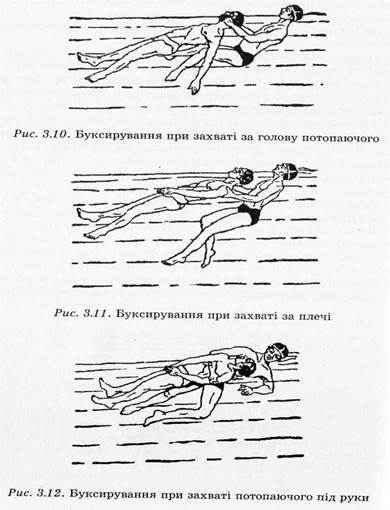 Рис. 3.10. Буксирування при захваті за голову потопаючого
Рис. 3.11. Буксирування при захваті за плечі
Рис. 3.12. Буксирування при захваті потопаючого під руки